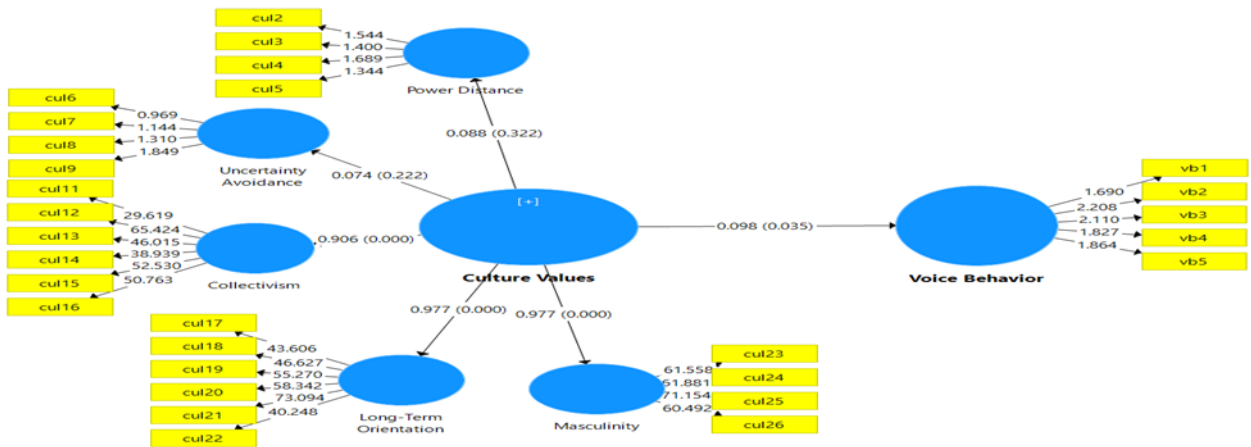 cul2
cul3
cul4
cul5
1.544
1.400
1.689
1.344
Power Distance
cul6
cul7
cul8
cul9
0.969
1.144
1.310
1.849
Uncertainty
Avoidance
0.088 (0.322)
0.074 (0.222)
cul11
cul12
cul13
cul14
cul15
cul16
29.619
65.424
46.015
38.939
52.530
50.763
Collectivism
0.906 (0.000)
[+]
Culture Values
0.098 (0.035)
Voice Behavior
1.690
2.208
2.110
1.827
1.864
vb1
vb2
vb3
vb4
vb5
0.977 (0.000)
0.977 (0.000)
cul17
cul18
cul19
cul20
cul21
cul22
43.606
46.627
55.270
58.342
73.094
40.248
Long-Term
Orientation
Masculinity
61.558
61.881
71.154
60.492
cul23
cul24
cul25
cul26